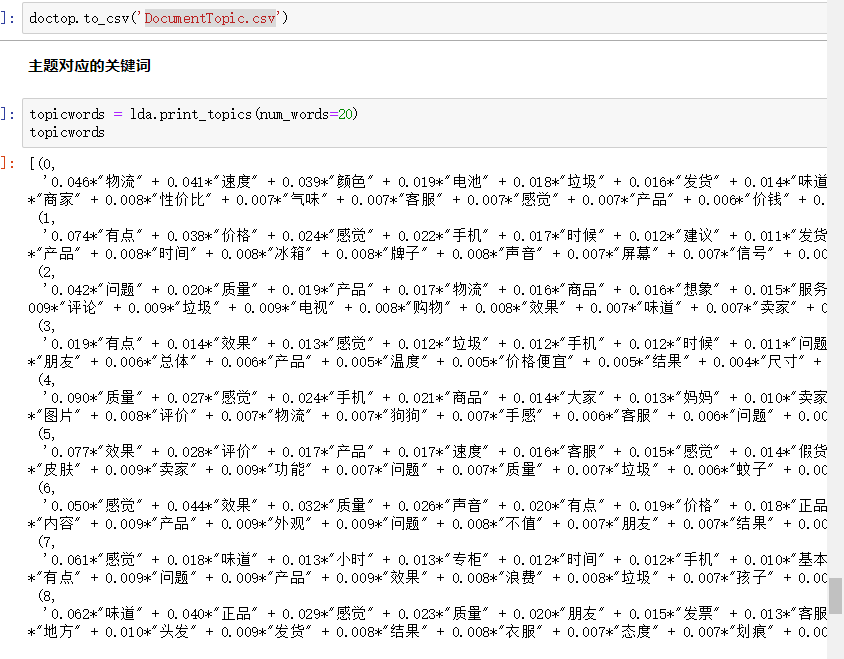 ]: doctop.to_csv('DocumentTopic.csv')
主题对应的关键词
]: topicwords = lda.print_topics(num_words=20)
topicwords
]: [(0,
'0.046*"物流" + 0.041*"速度" + 0.039*"颜色" + 0.019*"电池" + 0.018*"垃圾" + 0.016*"发货" + 0.014*"味道
*"商家" + 0.008*"性价比" + 0.007*"气味" + 0.007*"客服" + 0.007*"感觉" + 0.007*"产品" + 0.006*"价钱" + 0.
(1,
'0.074*"有点" + 0.038*"价格" + 0.024*"感觉" + 0.022*"手机" + 0.017*"时候" + 0.012*"建议" + 0.011*"发货
*"产品" + 0.008*"时间" + 0.008*"冰箱" + 0.008*"牌子" + 0.008*"声音" + 0.007*"屏幕" + 0.007*"信号" + 0.00
(2,
'0.042*"问题" + 0.020*"质量" + 0.019*"产品" + 0.017*"物流" + 0.016*"商品" + 0.016*"想象" + 0.015*"服务
009*"评论" + 0.009*"垃圾" + 0.009*"电视" + 0.008*"购物" + 0.008*"效果" + 0.007*"味道" + 0.007*"卖家" + 0
(3,
'0.019*"有点" + 0.014*"效果" + 0.013*"感觉" + 0.012*"垃圾" + 0.012*"手机" + 0.012*"时候" + 0.011*"问题
*"朋友" + 0.006*"总体" + 0.006*"产品" + 0.005*"温度" + 0.005*"价格便宜" + 0.005*"结果" + 0.004*"尺寸" +
(4,
'0.090*"质量" + 0.027*"感觉" + 0.024*"手机" + 0.021*"商品" + 0.014*"大家" + 0.013*"妈妈" + 0.010*"卖家
*"图片" + 0.008*"评价" + 0.007*"物流" + 0.007*"狗狗" + 0.007*"手感" + 0.006*"客服" + 0.006*"问题" + 0.00
(5,
'0.077*"效果" + 0.028*"评价" + 0.017*"产品" + 0.017*"速度" + 0.016*"客服" + 0.015*"感觉" + 0.014*"假货
*"皮肤" + 0.009*"卖家" + 0.009*"功能" + 0.007*"问题" + 0.007*"质量" + 0.007*"垃圾" + 0.006*"蚊子" + 0.00
(6,
'0.050*"感觉" + 0.044*"效果" + 0.032*"质量" + 0.026*"声音" + 0.020*"有点" + 0.019*"价格" + 0.018*"正品
*"内容" + 0.009*"产品" + 0.009*"外观" + 0.009*"问题" + 0.008*"不值" + 0.007*"朋友" + 0.007*"结果" + 0.00
(7,
'0.061*"感觉" + 0.018*"味道" + 0.013*"小时" + 0.013*"专柜" + 0.012*"时间" + 0.012*"手机" + 0.010*"基本
*"有点" + 0.009*"问题" + 0.009*"产品" + 0.009*"效果" + 0.008*"浪费" + 0.008*"垃圾" + 0.007*"孩子" + 0.00
(8,
'0.062*"味道" + 0.040*"正品" + 0.029*"感觉" + 0.023*"质量" + 0.020*"朋友" + 0.015*"发票" + 0.013*"客服
*"地方" + 0.010*"头发" + 0.009*"发货" + 0.008*"结果" + 0.008*"衣服" + 0.007*"态度" + 0.007*"划痕" + 0.00